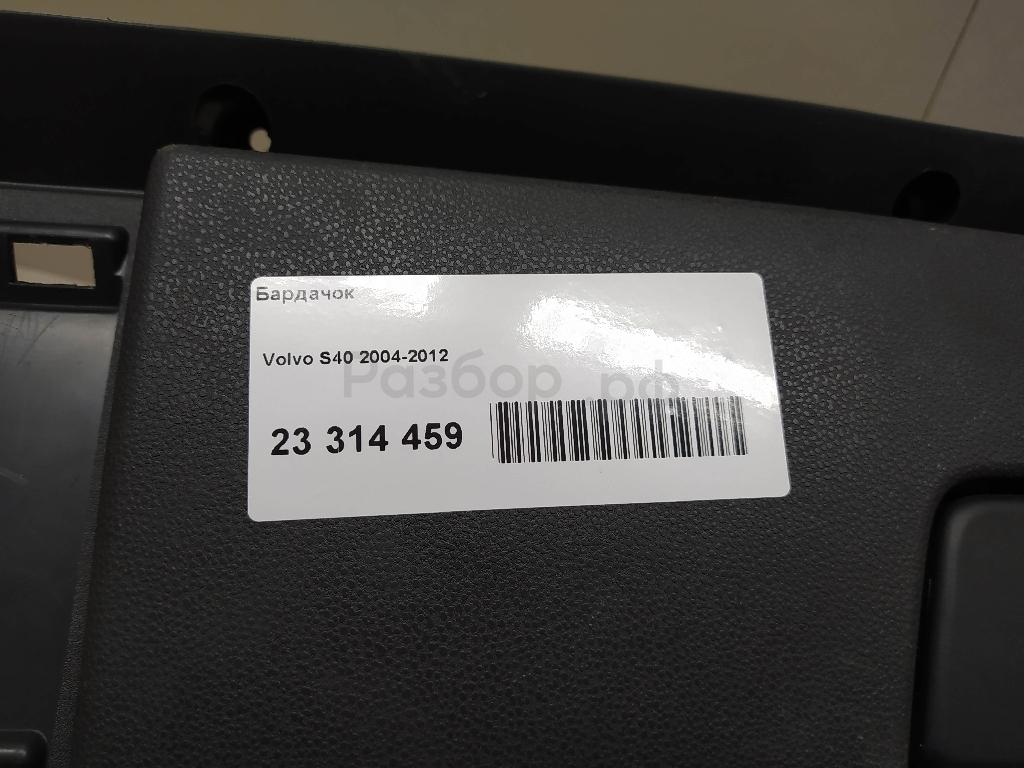 Бардачок
Volvo S40 2004-2012
Разбор.рф
23 314 459